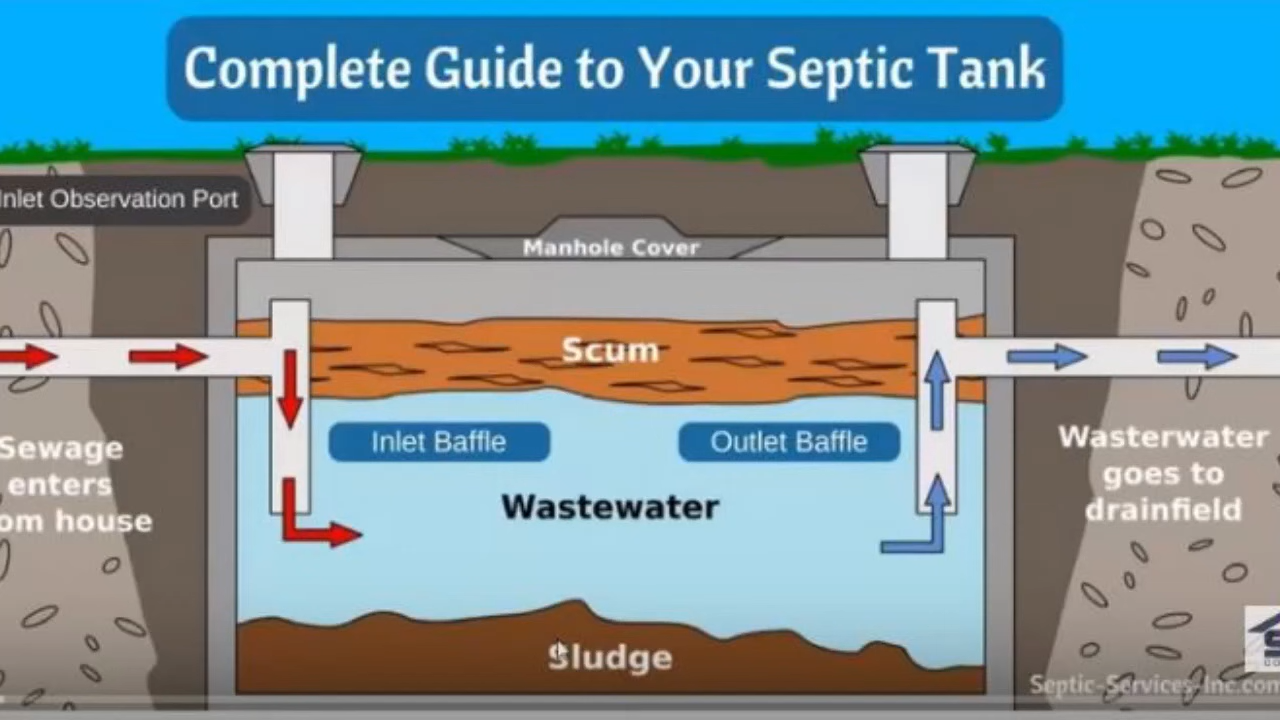 Complete Guide to Your Septic Tank
Inlet Observation Port
Manhole Cover
Scum
Inlet Baffle
Outlet Baffle
Sewage
enters
om house
Wastewater
Wasterwater
goes to
drainfield
Sludge
Septic-Services-Inc.com